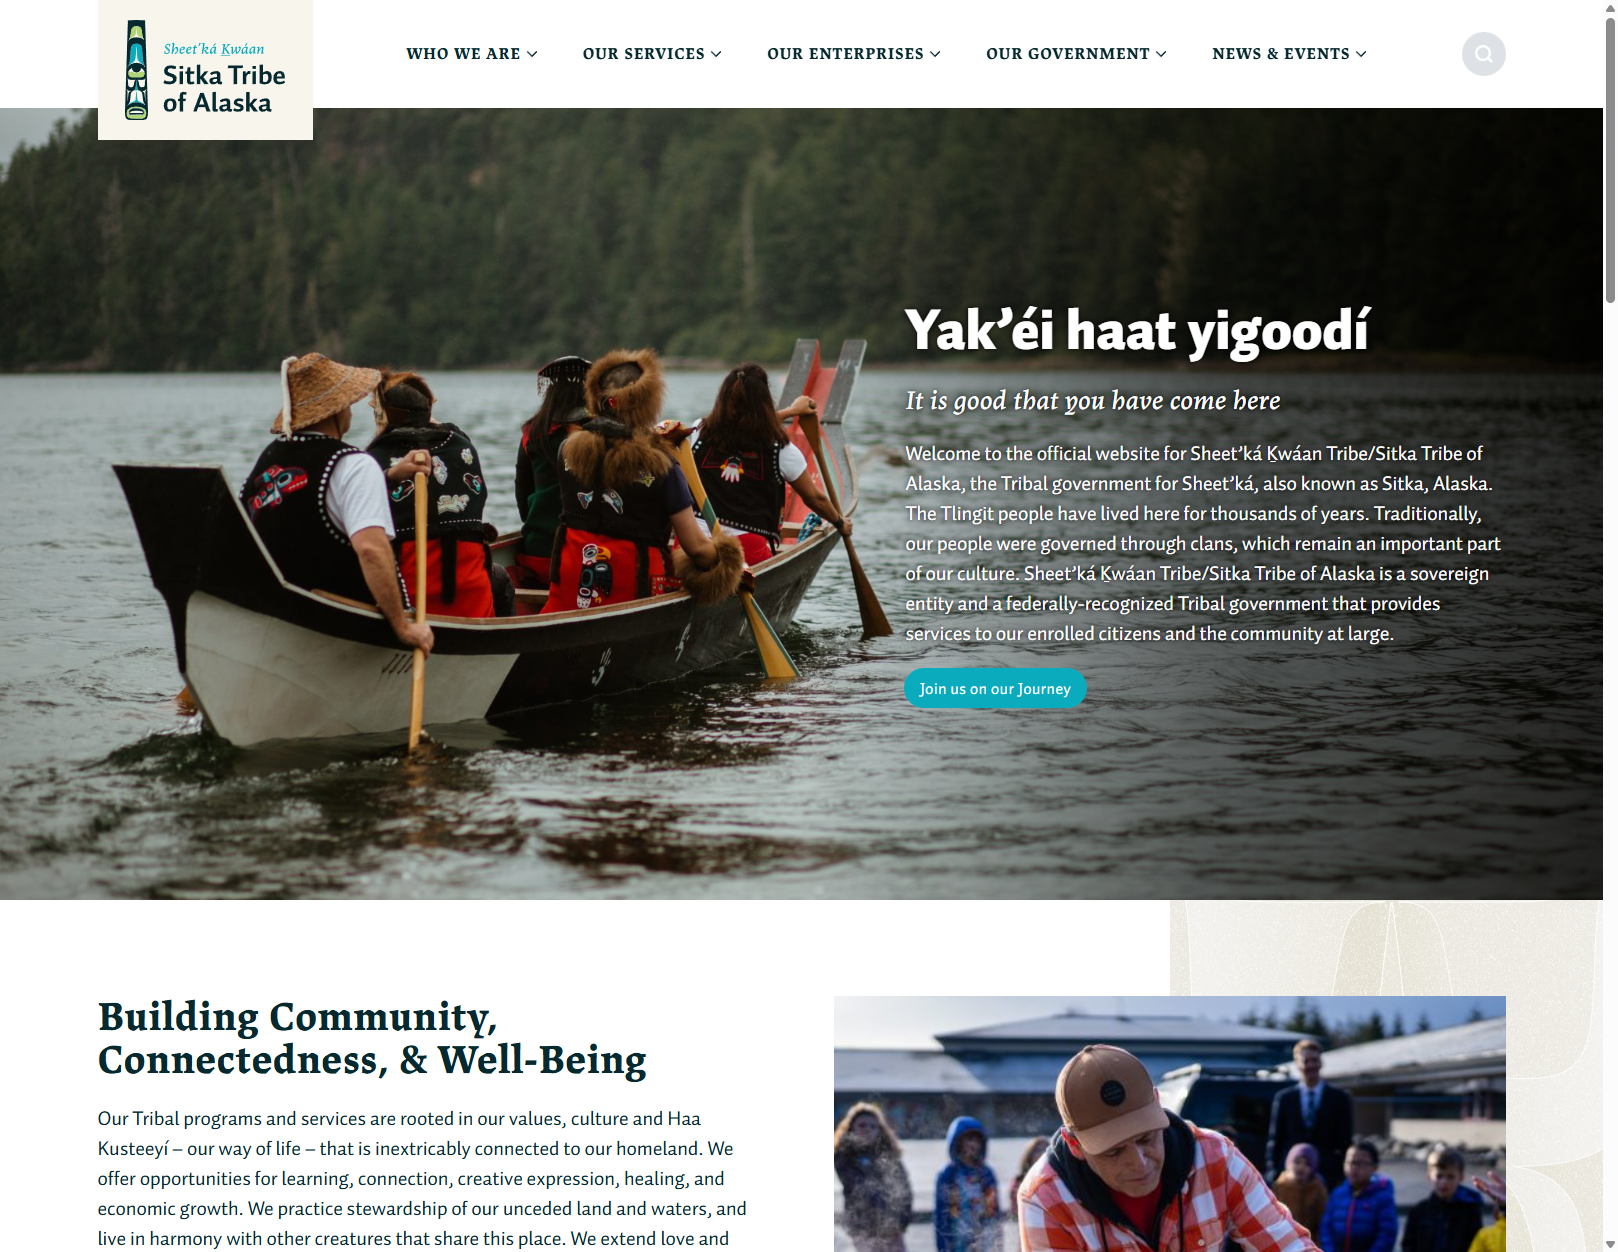 Sheet'ká Ḵwáan
Sitka Tribe
of Alaska
WHO WE ARE
OUR SERVICES
OUR ENTERPRISES
OUR GOVERNMENT
NEWS & EVENTS
Yak’éi haat yigoodí
It is good that you have come here
Welcome to the official website for Sheet’ká Ḵwáan Tribe/Sitka Tribe of
Alaska, the Tribal government for Sheet’ká, also known as Sitka, Alaska.
The Tlingit people have lived here for thousands of years. Traditionally,
our people were governed through clans, which remain an important part
of our culture. Sheet’ká Ḵwáan Tribe/Sitka Tribe of Alaska is a sovereign
entity and a federally-recognized Tribal government that provides
services to our enrolled citizens and the community at large.
Join us on our Journey
Building Community,
Connectedness, & Well-Being
Our Tribal programs and services are rooted in our values, culture and Haa
Kusteeyí – our way of life – that is inextricably connected to our homeland. We
offer opportunities for learning, connection, creative expression, healing, and
economic growth. We practice stewardship of our unceded land and waters, and
live in harmony with other creatures that share this place. We extend love and